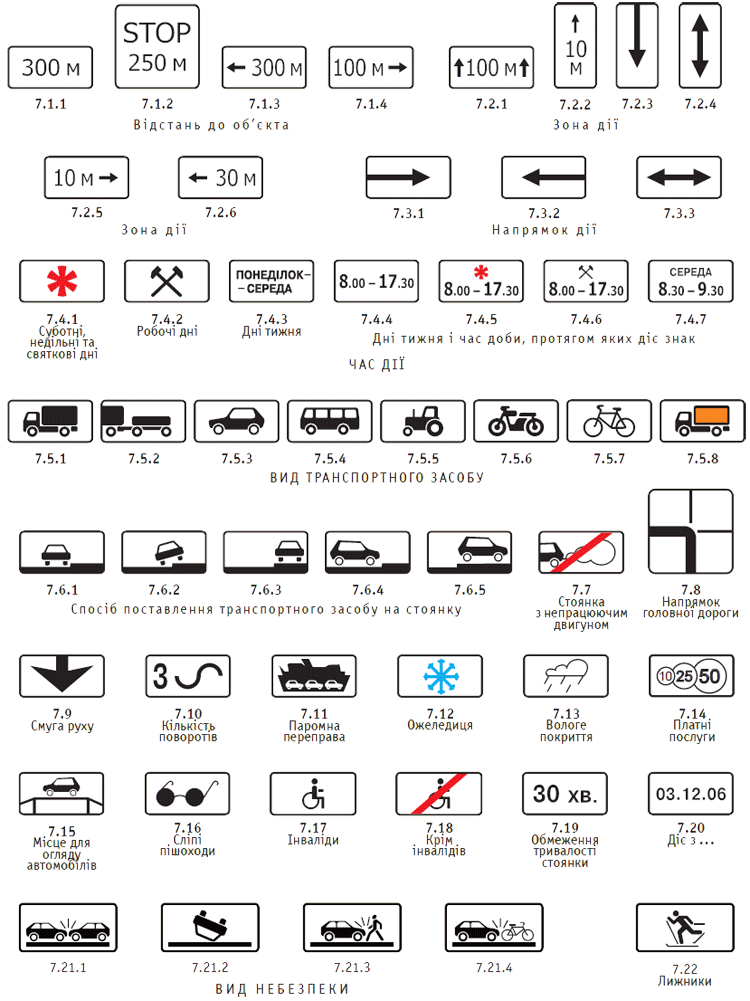 300 м
STOP
250 м
← 300 м
100 м →
↑100 м↑
↑
10
м
7.1.1 7.1.2 7.1.3 7.1.4 7.2.1 7.2.2 7.2.3 7.2.4
Відстань до об'єкта Зона дії
10 м →
← 30 м
7.2.5 7.2.6 7.3.1 7.3.2 7.3.3
Зона дії Напрямок дії
ПОНЕДІЛОК–
–СЕРЕДА
8.00 – 17.30
8.00 – 17.30
8.00 – 17.30
СЕРЕДА
8.30 – 9.30
7.4.1 7.4.2 7.4.3 7.4.4 7.4.5 7.4.6 7.4.7
Суботні,
недільні та
святкові дні
Робочі дні
Дні тижня
Дні тижня і час доби, протягом яких діє знак
ЧАС ДІЇ
7.5.1 7.5.2 7.5.3 7.5.4 7.5.5 7.5.6 7.5.7 7.5.8
ВИД ТРАНСПОРТНОГО ЗАСОБУ
7.6.1 7.6.2 7.6.3 7.6.4 7.6.5
Спосіб поставлення транспортного засобу на стоянку
7.7
Стоянка
з непрацюючим
двигуном
7.8
Напрямок
головної дороги
7.9
Смуга руху
3
7.10
Кількість
поворотів
7.11
Паромна
переправа
7.12
Ожеледиця
7.13
Вологе
покриття
10 25 50
7.14
Платні
послуги
7.15
Місце для
огляду
автомобілів
7.16
Сліпі
пішоходи
7.17
Інваліди
7.18
Крім
інвалідів
30 хв.
7.19
Обмеження
тривалості
стоянки
03.12.06
7.20
Діє з ...
7.21.1 7.21.2 7.21.3 7.21.4
ВИД НЕБЕЗПЕКИ
7.22
Лижники